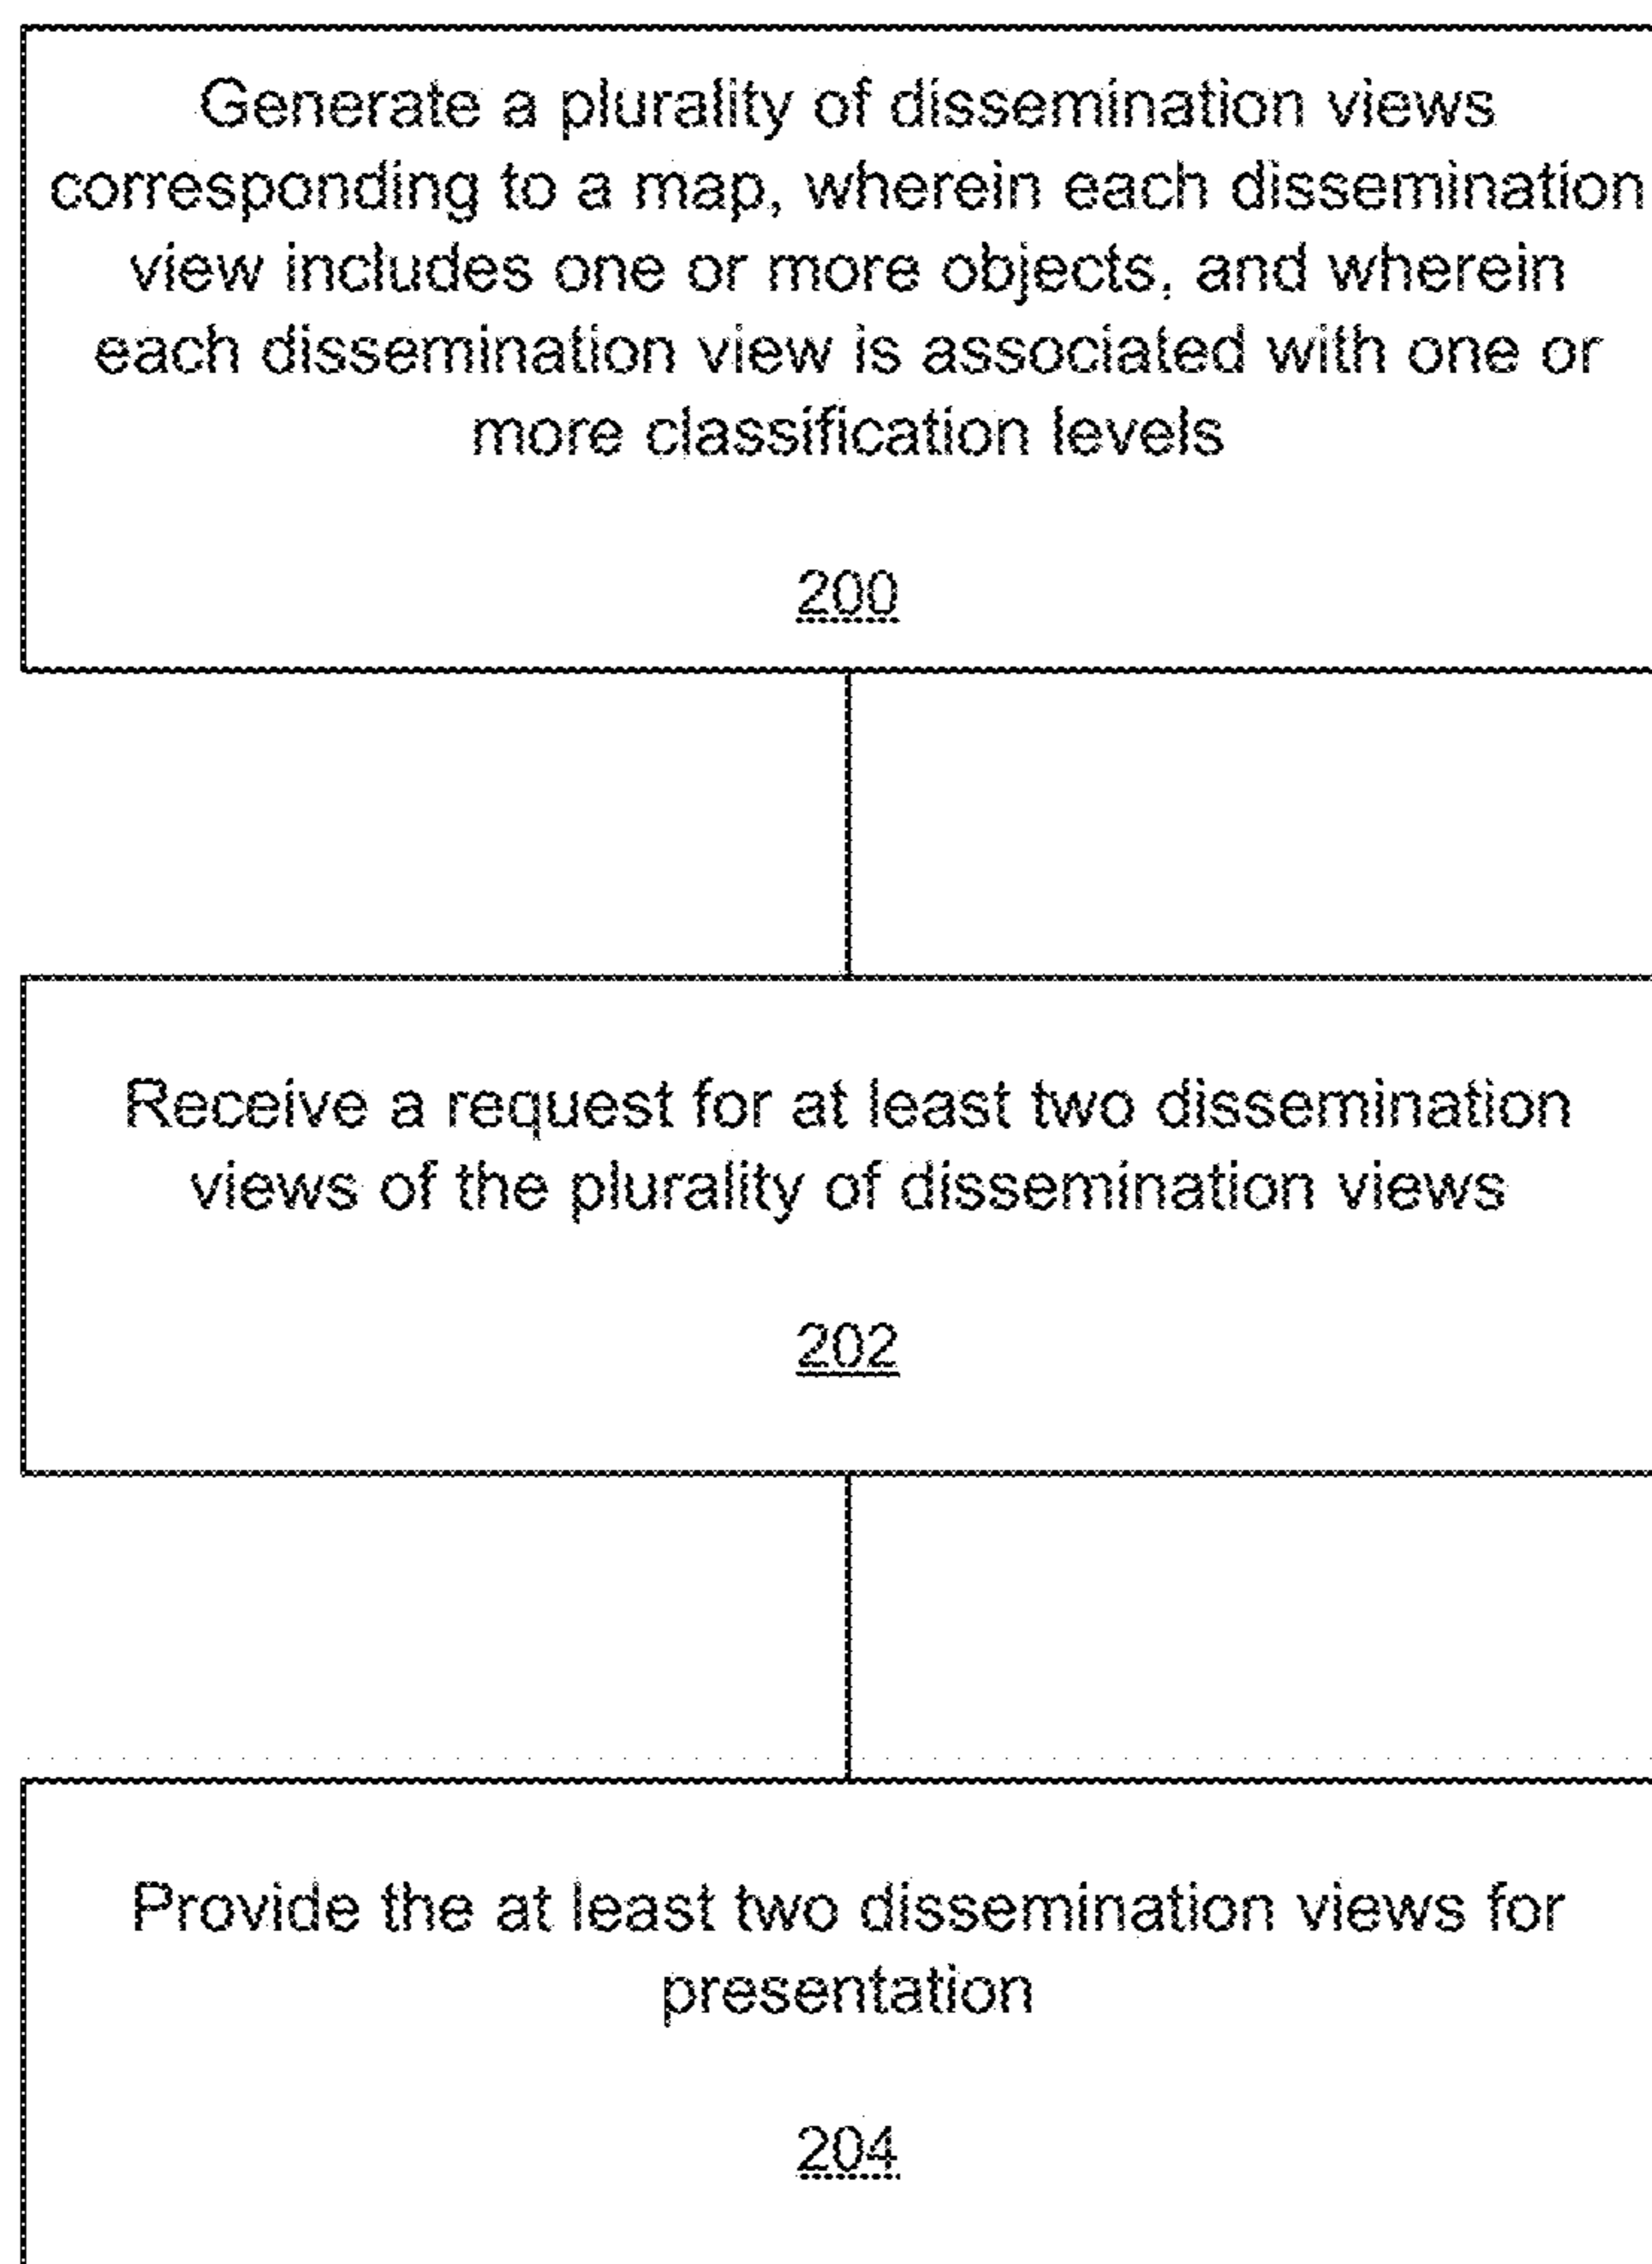 Generate a plurality of dissemination views
corresponding to a map, wherein each dissemination
view includes one or more objects, and wherein
each dissemination view is associated with one or
more classification levels
200
Receive a request for at least two dissemination
views of the plurality of dissemination views
202
Provide the at least two dissemination views for
presentation
204